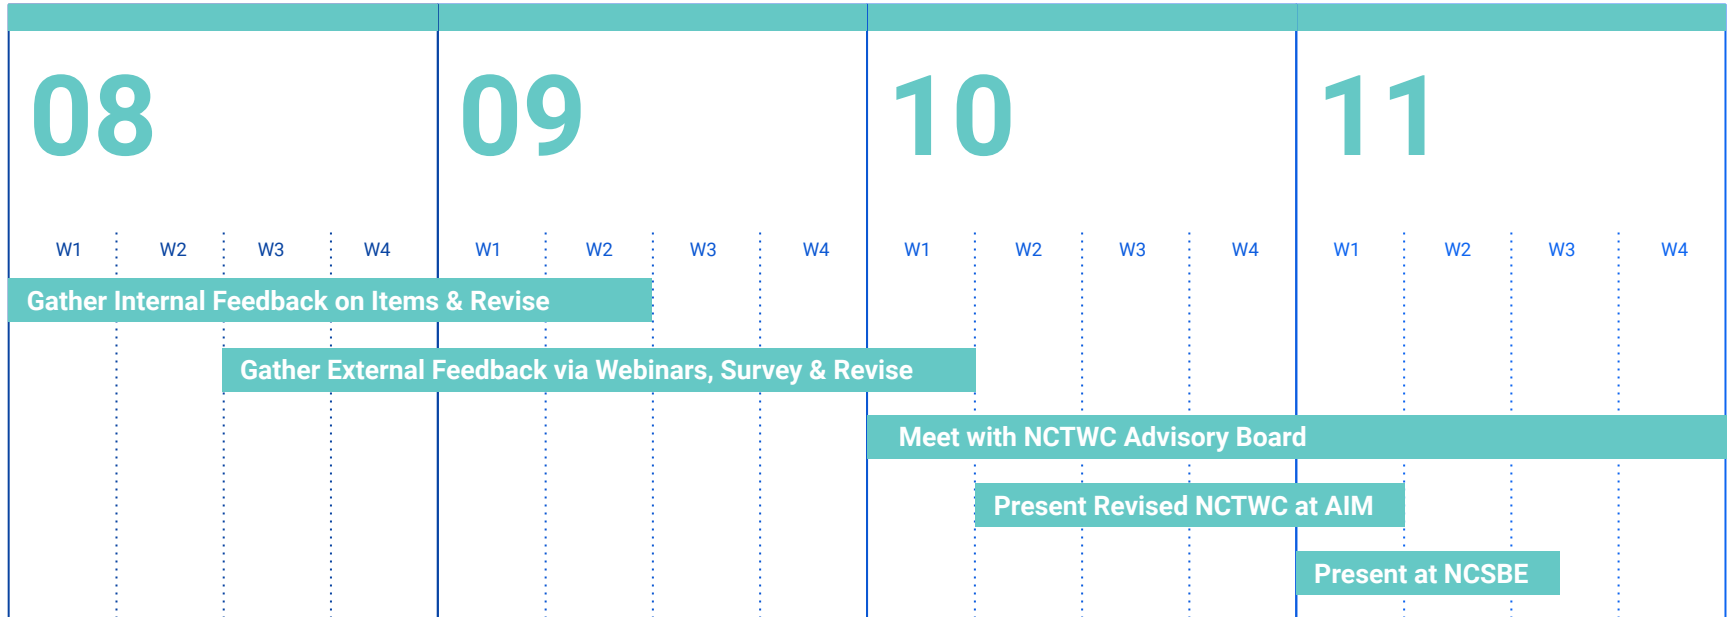 08 09 10 11
W1 W2 W3 W4 W1 W2 W3 W4 W1 W2 W3 W4 W1 W2 W3 W4
Gather Internal Feedback on Items & Revise
Gather External Feedback via Webinars, Survey & Revise
Meet with NCTWC Advisory Board
Present Revised NCTWC at AIM
Present at NCSBE